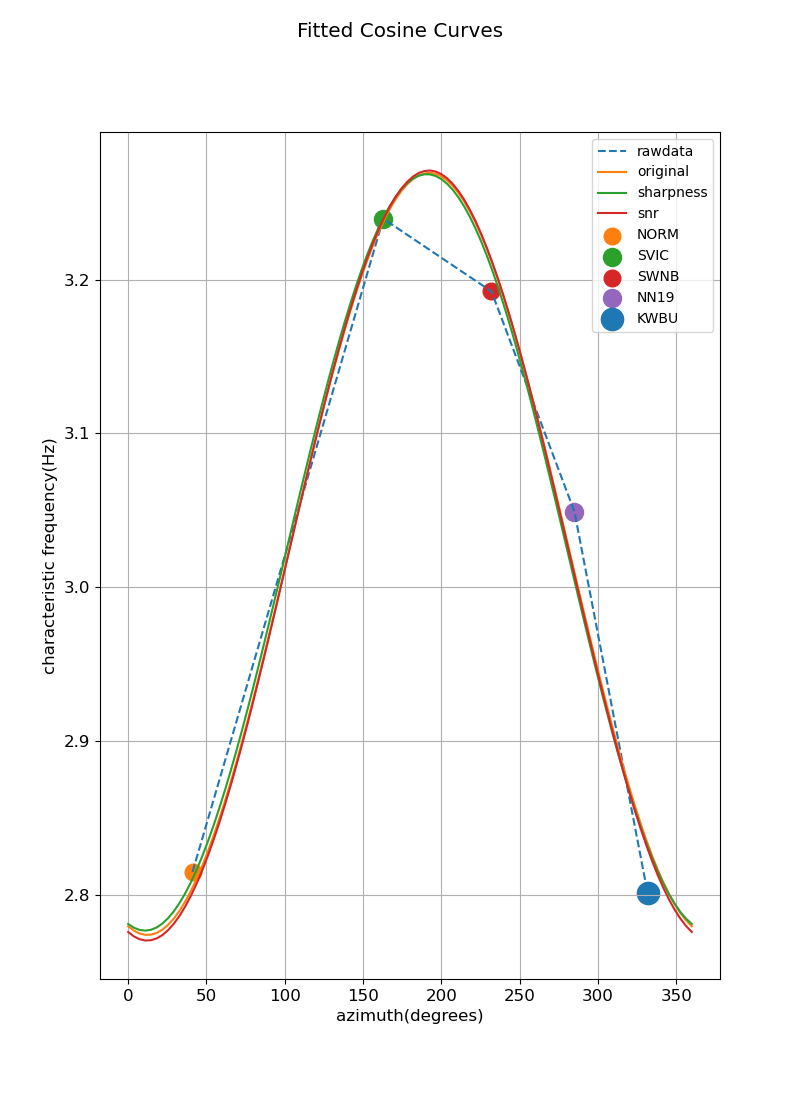 Fitted Cosine Curves
rawdata
original
sharpness
snr
NORM
SVIC
SWNB
NN19
KWBU
characteristic frequency(Hz)
3.2
3.1
3.0
2.9
2.8
0 50 100 150 200 250 300 350
azimuth(degrees)